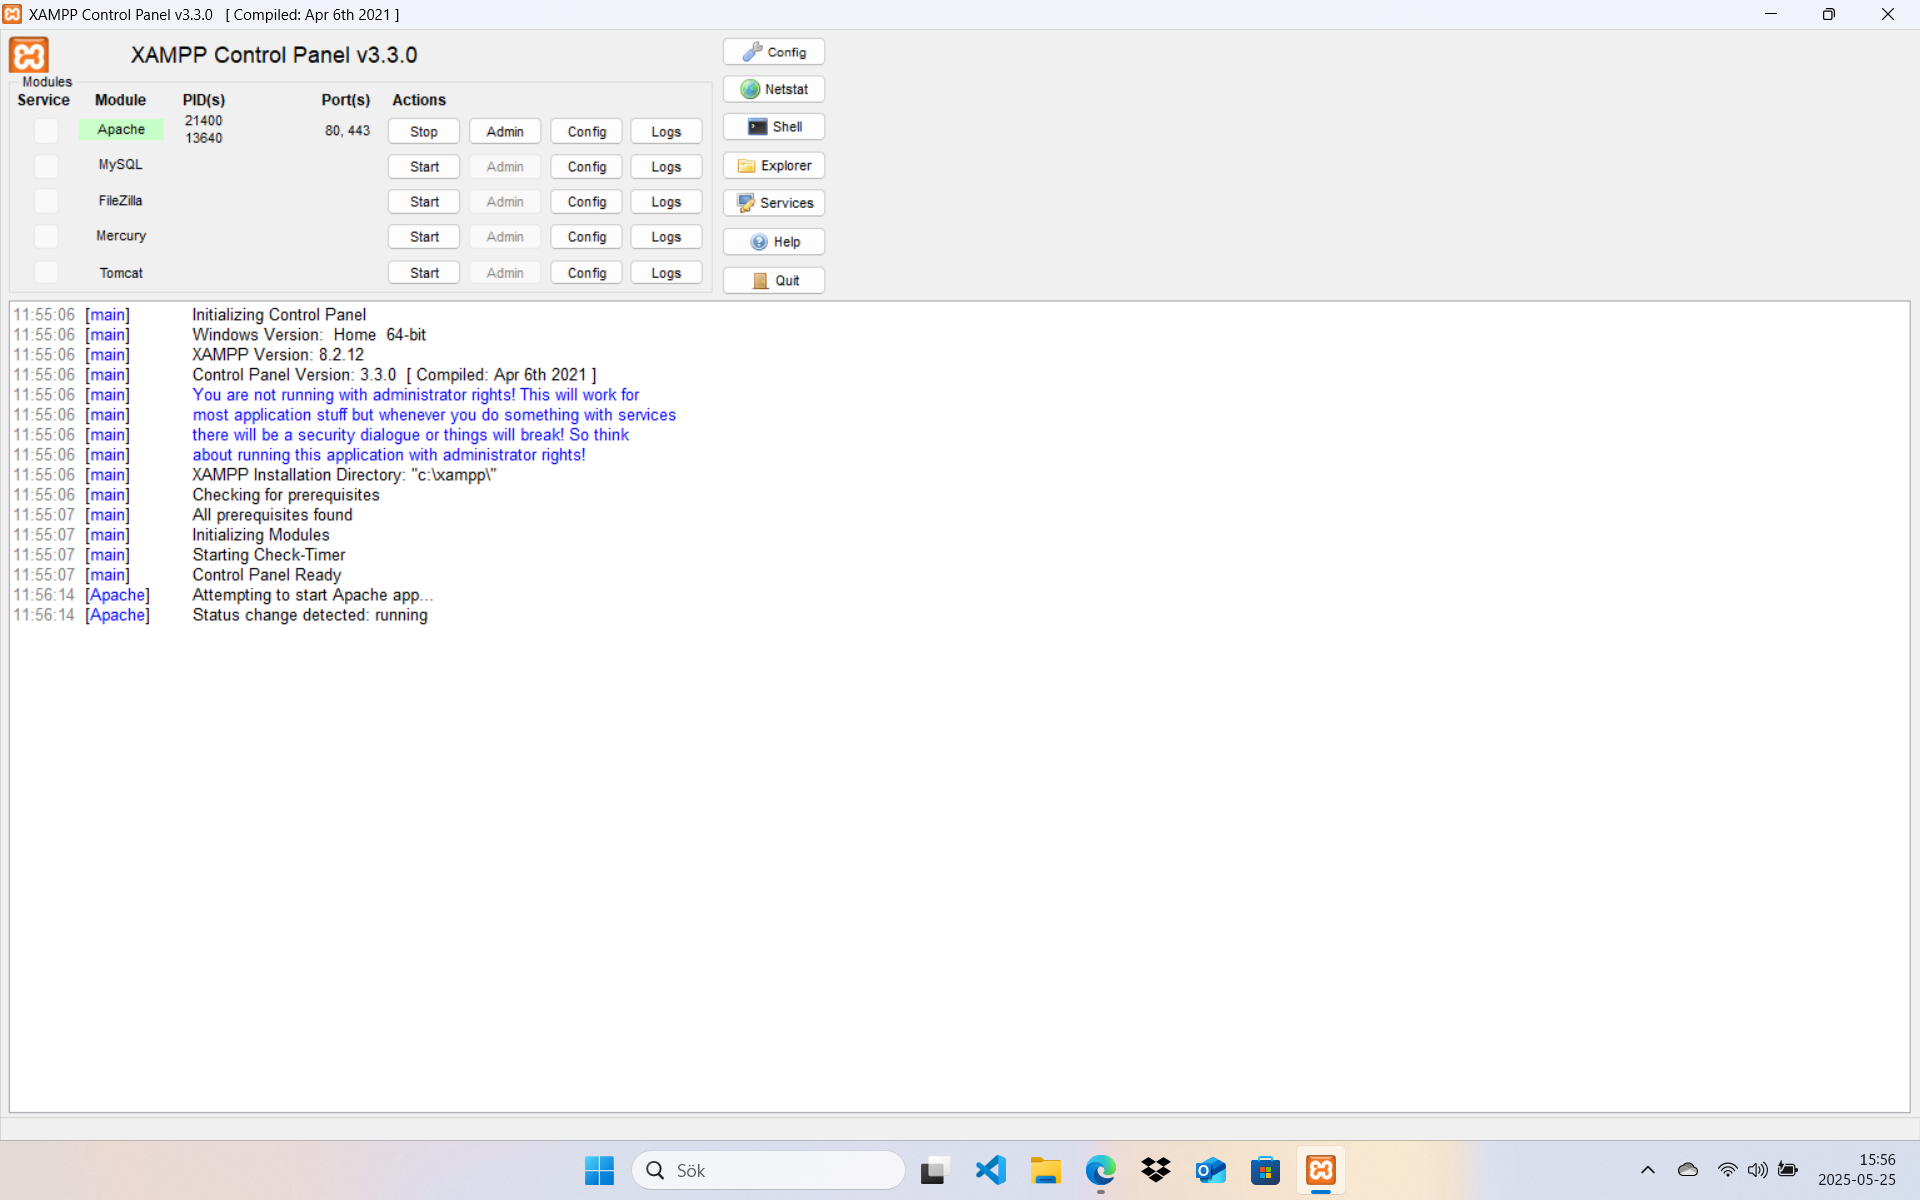 XAMPP Control Panel v3.3.0   [ Compiled: Apr 6th 2021 ]
XAMPP Control Panel v3.3.0
Config
Modules
Service Module PID(s) Port(s) Actions
Netstat
Apache 21400 80, 443 Stop Admin Config Logs
13640
Shell
MySQL Start Admin Config Logs
Explorer
FileZilla Start Admin Config Logs
Services
Mercury Start Admin Config Logs
Help
Tomcat Start Admin Config Logs
Quit
11:55:06 [main] Initializing Control Panel
11:55:06 [main] Windows Version:  Home  64-bit
11:55:06 [main] XAMPP Version: 8.2.12
11:55:06 [main] Control Panel Version: 3.3.0  [ Compiled: Apr 6th 2021 ]
11:55:06 [main] You are not running with administrator rights! This will work for
11:55:06 [main] most application stuff but whenever you do something with services
11:55:06 [main] there will be a security dialogue or things will break! So think
11:55:06 [main] about running this application with administrator rights!
11:55:06 [main] XAMPP Installation Directory: "c:\xampp\"
11:55:06 [main] Checking for prerequisites
11:55:07 [main] All prerequisites found
11:55:07 [main] Initializing Modules
11:55:07 [main] Starting Check-Timer
11:55:07 [main] Control Panel Ready
11:56:14 [Apache] Attempting to start Apache app...
11:56:14 [Apache] Status change detected: running
Sök
15:56
2025-05-25